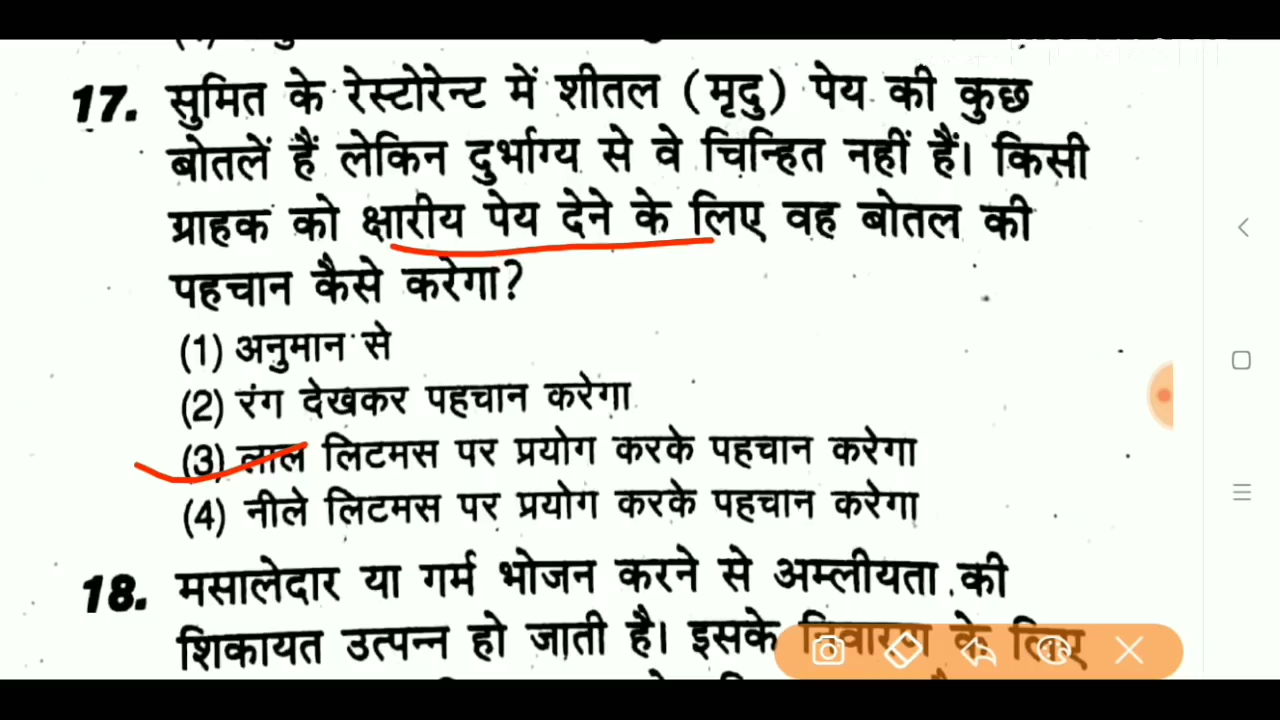 17. सुमित के रेस्टोरेन्ट में शीतल (मृदु) पेय की कुछ
बोतलें हैं लेकिन दुर्भाग्य से वे चिन्हित नहीं हैं। किसी
ग्राहक को क्षारीय पेय देने के लिए वह बोतल की
पहचान कैसे करेगा?
(1) अनुमान से
(2) रंग देखकर पहचान करेगा
(3) लाल लिटमस पर प्रयोग करके पहचान करेगा
(4) नीले लिटमस पर प्रयोग करके पहचान करेगा
18. मसालेदार या गर्म भोजन करने से अम्लीयता की
शिकायत उत्पन्न हो जाती है। इसके निवारण के लिए